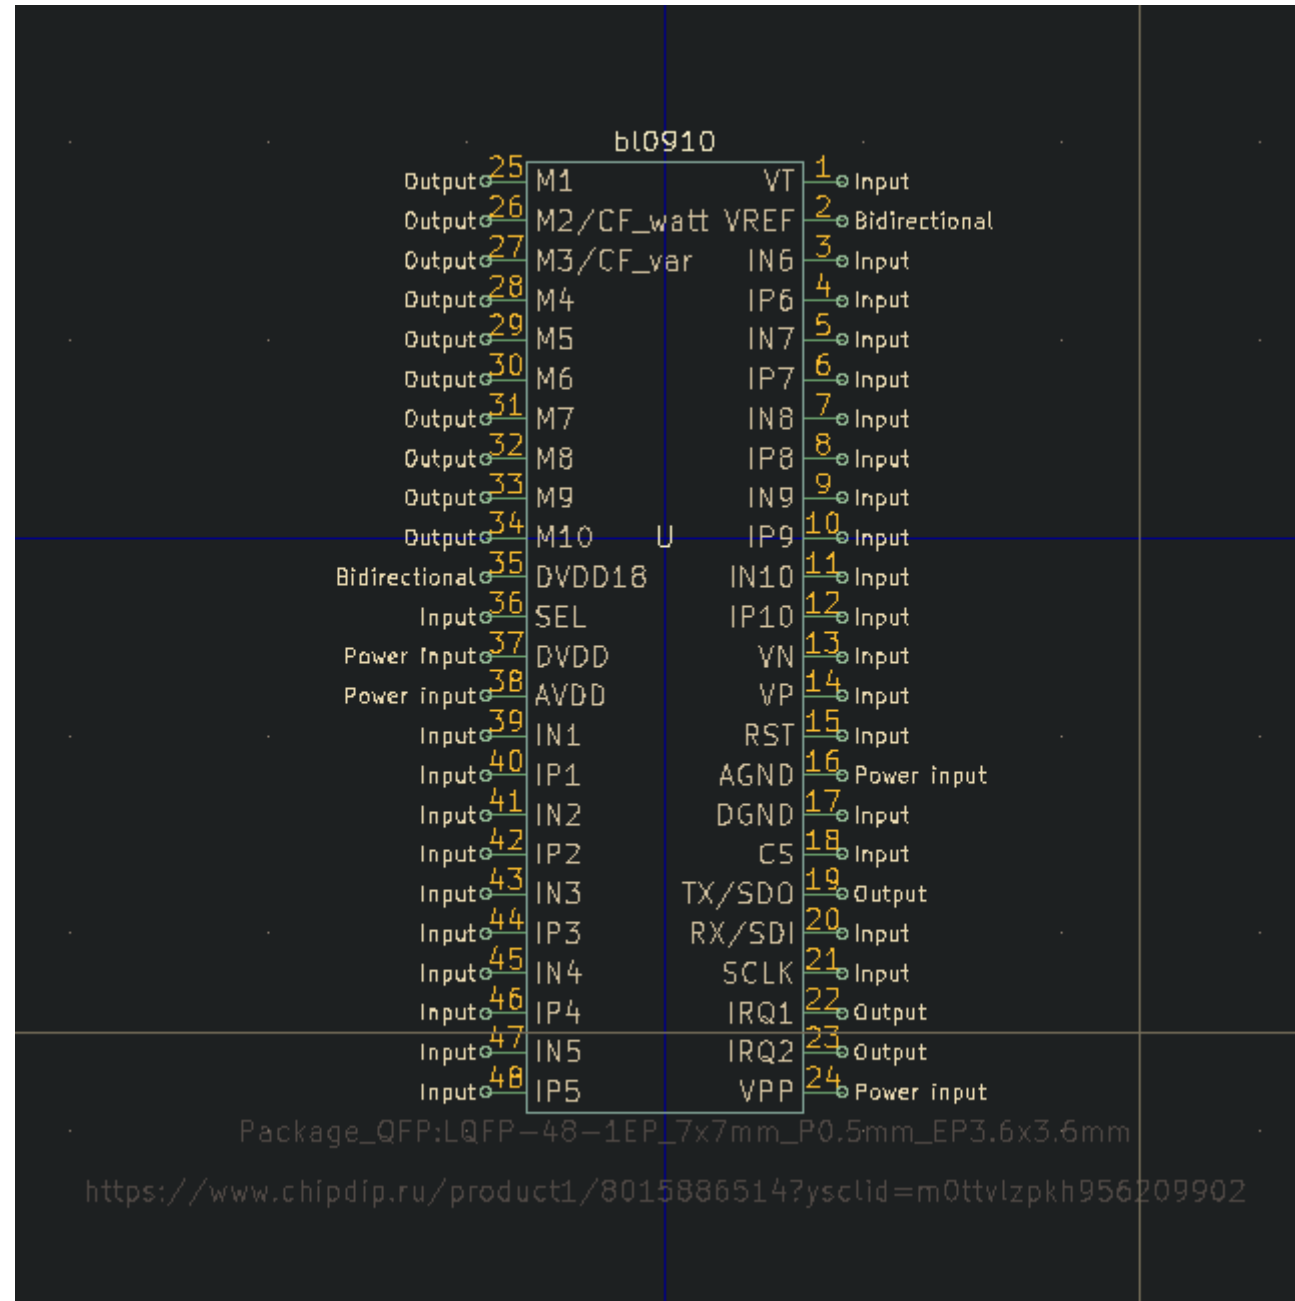 bl0910
Output 25 M1 VT 1 Input
Output 26 M2/CF_watt VREF 2 Bidirectional
Output 27 M3/CF_var IN6 3 Input
Output 28 M4 IP6 4 Input
Output 29 M5 IN7 5 Input
Output 30 M6 IP7 6 Input
Output 31 M7 IN8 7 Input
Output 32 M8 IP8 8 Input
Output 33 M9 IN9 9 Input
Output 34 M10 U IP9 10 Input
Bidirectional 35 DVDD18 IN10 11 Input
Input 36 SEL IP10 12 Input
Power input 37 DVDD VN 13 Input
Power input 38 AVDD VP 14 Input
Input 39 IN1 RST 15 Input
Input 40 IP1 AGND 16 Power input
Input 41 IN2 DGND 17 Input
Input 42 IP2 CS 18 Input
Input 43 IN3 TX/SDO 19 Output
Input 44 IP3 RX/SDI 20 Input
Input 45 IN4 SCLK 21 Input
Input 46 IP4 IRQ1 22 Output
Input 47 IN5 IRQ2 23 Output
Input 48 IP5 VPP 24 Power input
Package_QFP:LQFP-48-1EP_7x7mm_P0.5mm_EP3.6x3.6mm
https://www.chipdip.ru/product1/8015886514?ysclid=m0ttvlzpkh956209902